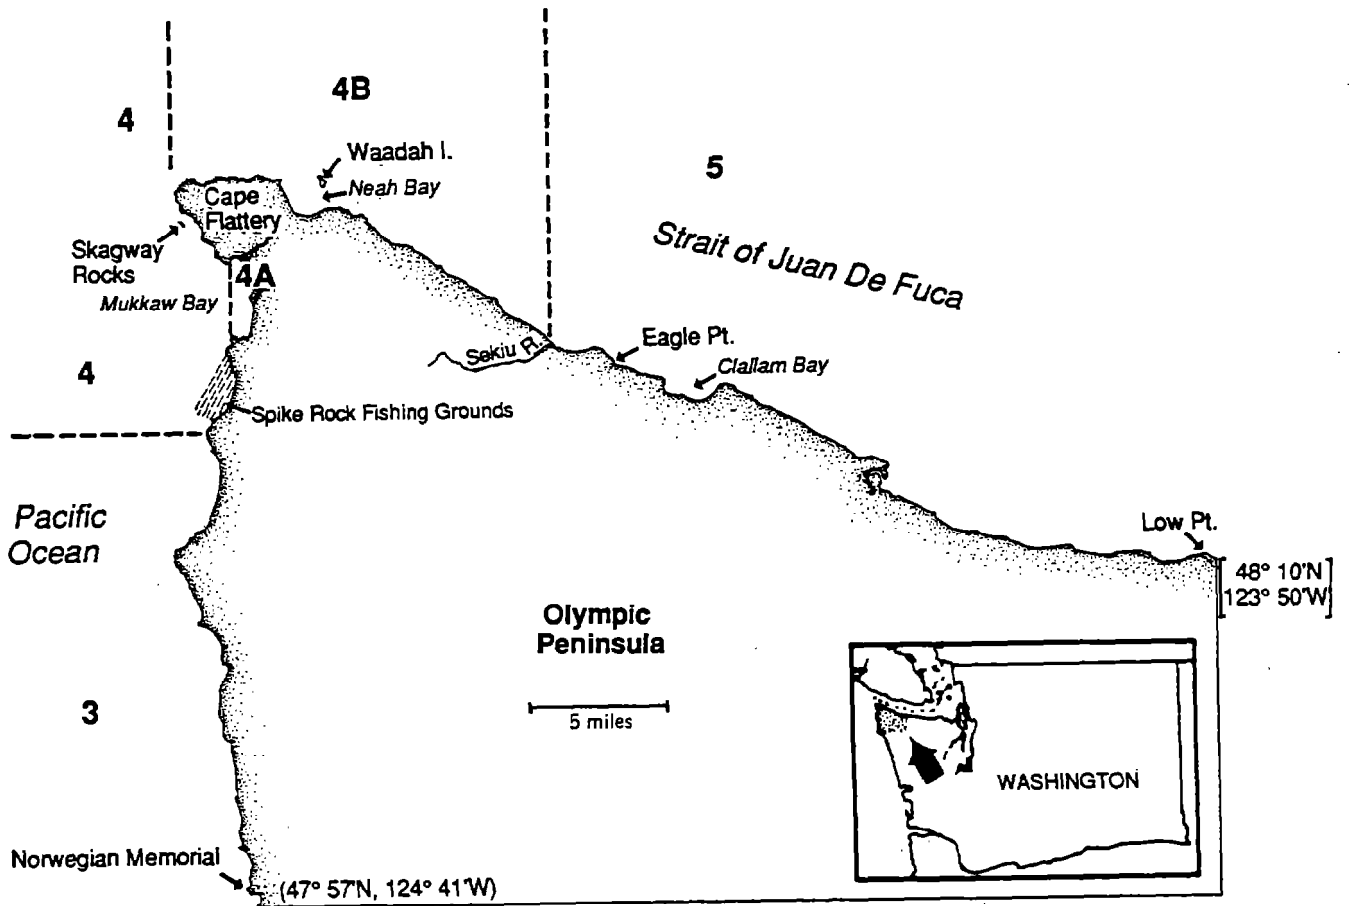 4B
4
Waadah I.
Neah Bay
5
Cape
Flattery
Strait of Juan De Fuca
Skagway
Rocks
4A
Mukkaw Bay
Eagle Pt.
Sekiu R.
Clallam Bay
4
Spike Rock Fishing Grounds
Pacific
Ocean
Low Pt.
48° 10'N
123° 50'W
Olympic
Peninsula
5 miles
3
WASHINGTON
Norwegian Memorial
(47° 57'N, 124° 41'W)